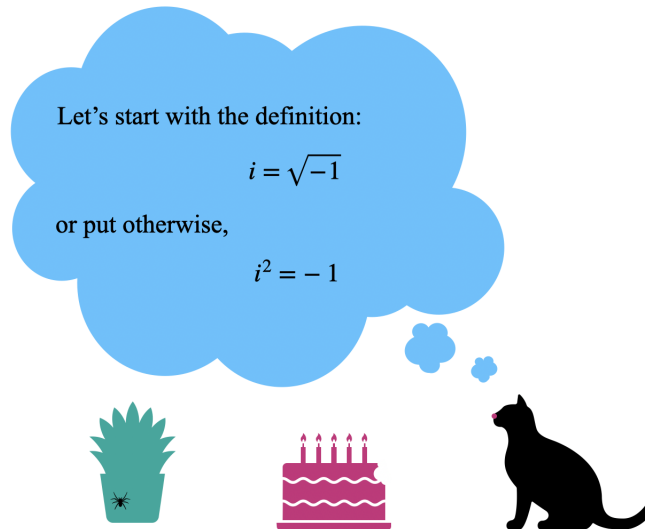 Let’s start with the definition:
i = √−1
or put otherwise,
i² = − 1